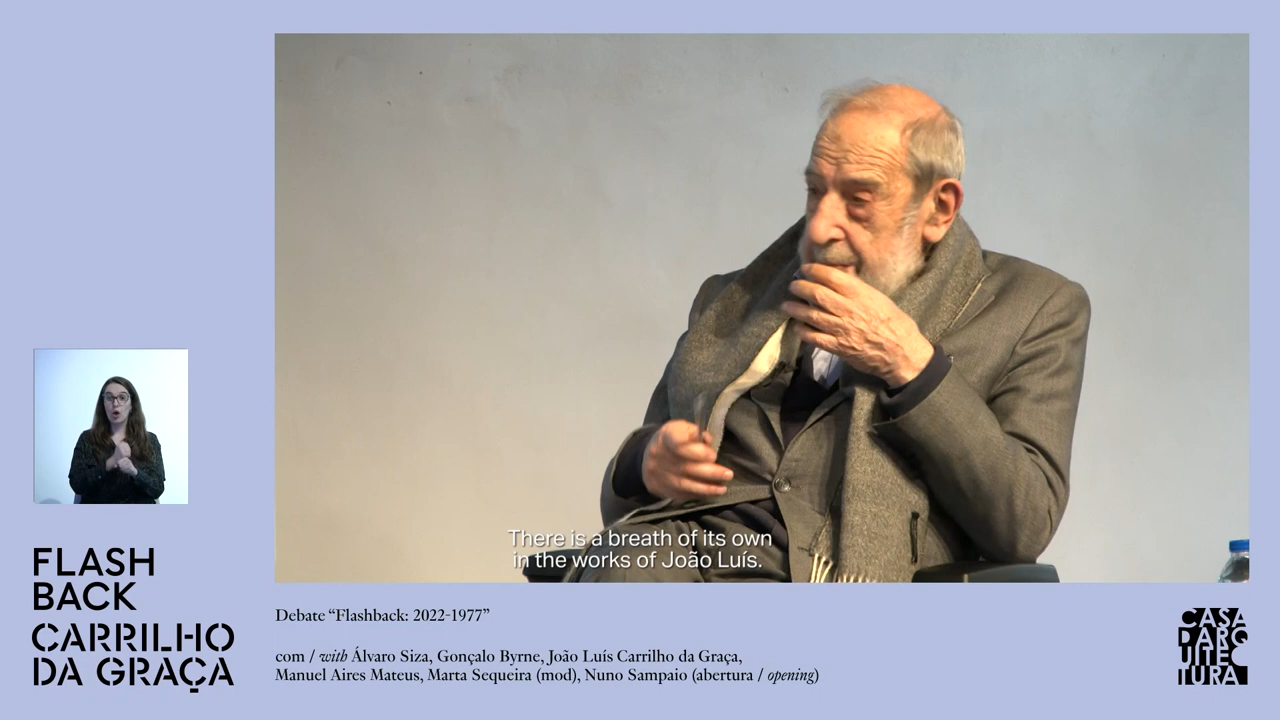 There is a breath of its own
in the works of João Luís.
FLASH
BACK
CARRILHO
DA GRAÇA
Debate “Flashback: 2022-1977”
com / with Álvaro Siza, Gonçalo Byrne, João Luís Carrilho da Graça,
Manuel Aires Mateus, Marta Sequeira (mod), Nuno Sampaio (abertura / opening)
CASA
DARQ
UITEC
TURA